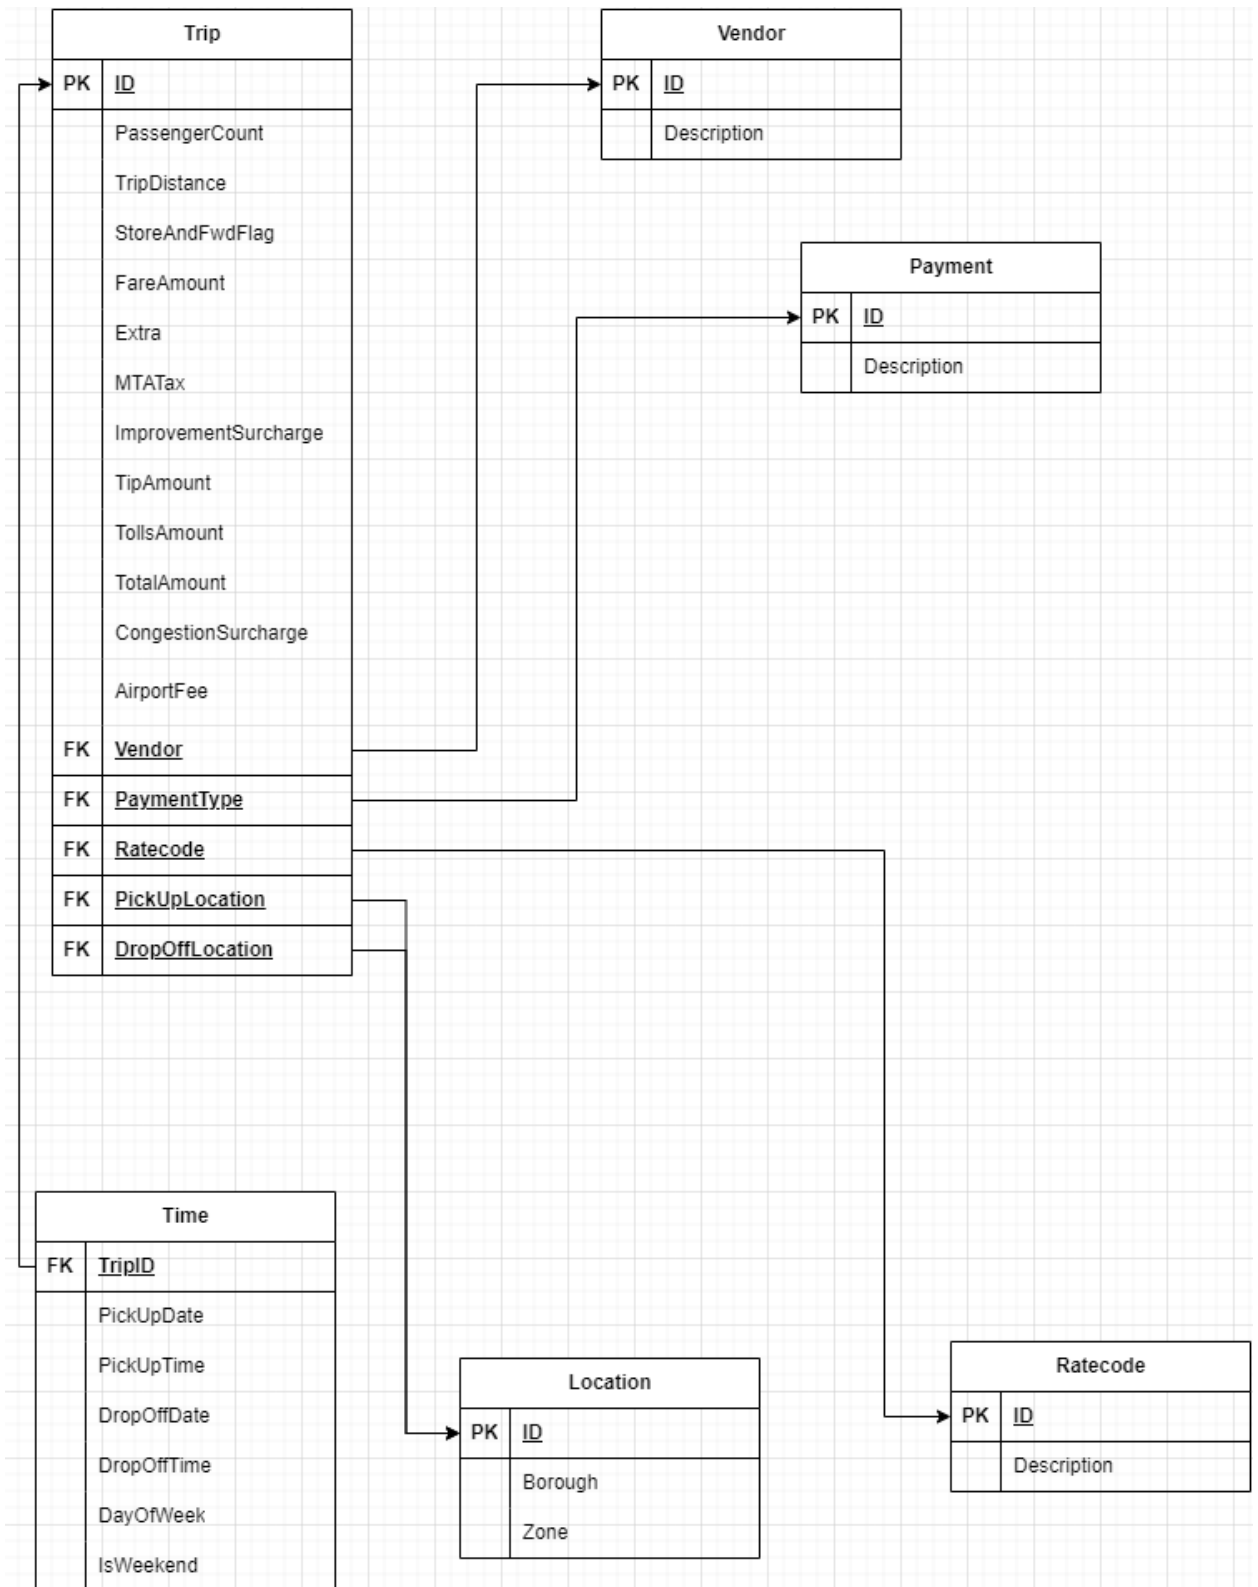 Trip
PK ID
PassengerCount
TripDistance
StoreAndFwdFlag
FareAmount
Extra
MTATax
ImprovementSurcharge
TipAmount
TollsAmount
TotalAmount
CongestionSurcharge
AirportFee
FK Vendor
FK PaymentType
FK Ratecode
FK PickUpLocation
FK DropOffLocation
Vendor
PK ID
Description
Payment
PK ID
Description
Time
FK TripID
PickUpDate
PickUpTime
DropOffDate
DropOffTime
DayOfWeek
IsWeekend
Location
PK ID
Borough
Zone
Ratecode
PK ID
Description